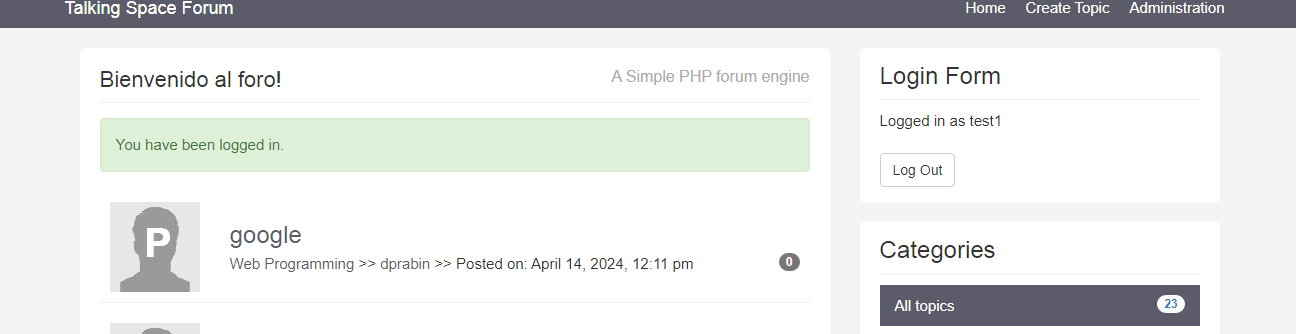 Talking Space Forum
Home Create Topic Administration
Bienvenido al foro!
A Simple PHP forum engine
You have been logged in.
P
google
Web Programming >> dprabin >> Posted on: April 14, 2024, 12:11 pm
0
Login Form
Logged in as test1
Log Out
Categories
All topics 23